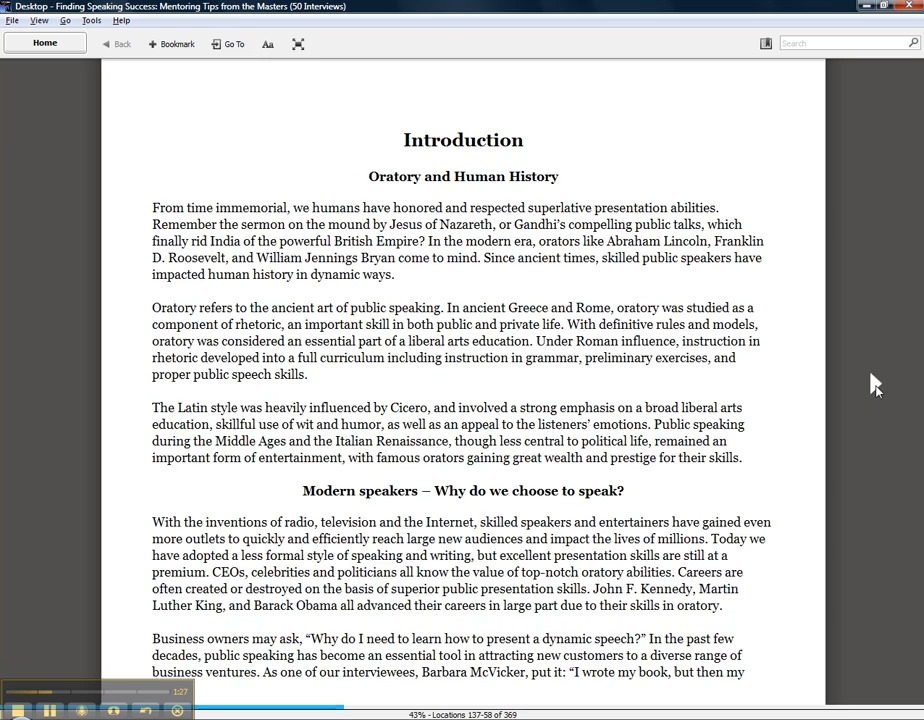 Desktop - Finding Speaking Success: Mentoring Tips from the Masters (50 Interviews)
File View Go Tools Help
Home Back Bookmark Go To Aa Search
Introduction
Oratory and Human History
From time immemorial, we humans have honored and respected superlative presentation abilities.
Remember the sermon on the mound by Jesus of Nazareth, or Gandhi's compelling public talks, which
finally rid India of the powerful British Empire? In the modern era, orators like Abraham Lincoln, Franklin
D. Roosevelt, and William Jennings Bryan come to mind. Since ancient times, skilled public speakers have
impacted human history in dynamic ways.
Oratory refers to the ancient art of public speaking. In ancient Greece and Rome, oratory was studied as a
component of rhetoric, an important skill in both public and private life. With definitive rules and models,
oratory was considered an essential part of a liberal arts education. Under Roman influence, instruction in
rhetoric developed into a full curriculum including instruction in grammar, preliminary exercises, and
proper public speech skills.
The Latin style was heavily influenced by Cicero, and involved a strong emphasis on a broad liberal arts
education, skillful use of wit and humor, as well as an appeal to the listeners' emotions. Public speaking
during the Middle Ages and the Italian Renaissance, though less central to political life, remained an
important form of entertainment, with famous orators gaining great wealth and prestige for their skills.
Modern speakers – Why do we choose to speak?
With the inventions of radio, television and the Internet, skilled speakers and entertainers have gained even
more outlets to quickly and efficiently reach large new audiences and impact the lives of millions. Today we
have adopted a less formal style of speaking and writing, but excellent presentation skills are still at a
premium. CEOs, celebrities and politicians all know the value of top-notch oratory abilities. Careers are
often created or destroyed on the basis of superior public presentation skills. John F. Kennedy, Martin
Luther King, and Barack Obama all advanced their careers in large part due to their skills in oratory.
Business owners may ask, “Why do I need to learn how to present a dynamic speech?” In the past few
decades, public speaking has become an essential tool in attracting new customers to a diverse range of
business ventures. As one of our interviewees, Barbara McVicker, put it: “I wrote my book, but then my
1:27
43% - Locations 137-58 of 369